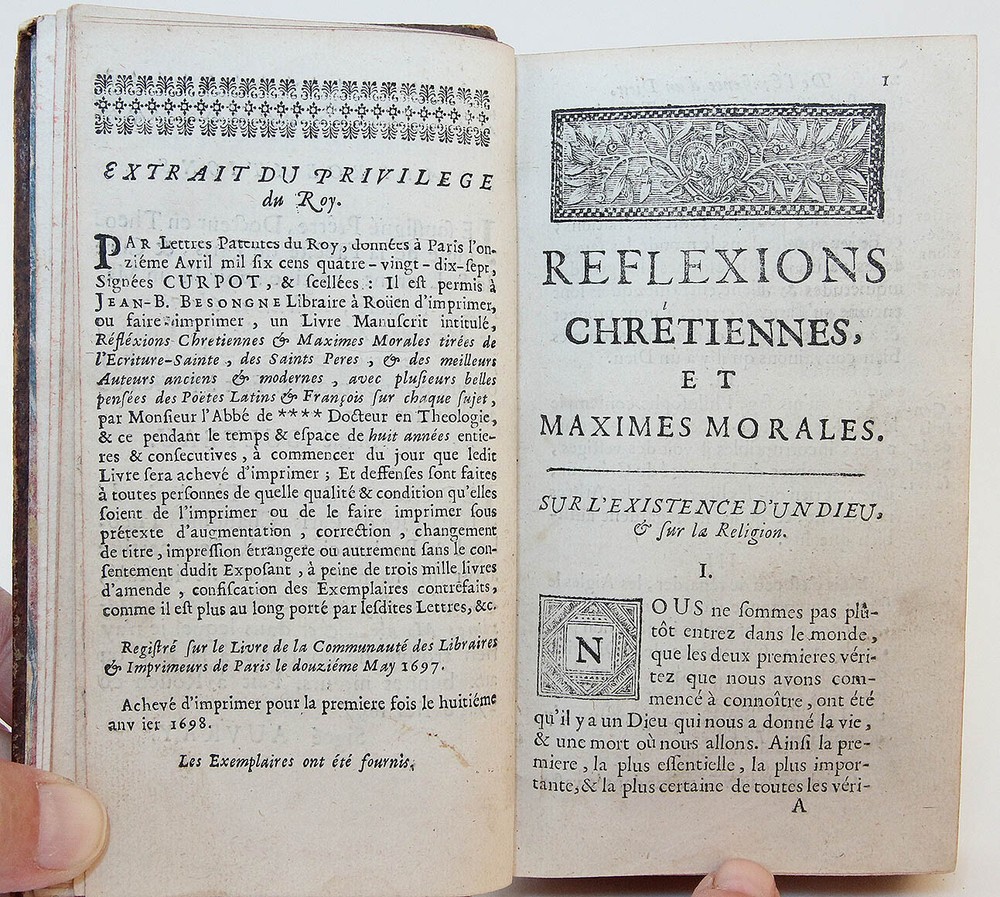 EXTRAIT DU PRIVILEGE
du Roy.
PAR Lettres Patentes du Roy, données à Paris l'on-
ziéme Avril mil six cens quatre-vingt-dix-sept,
Signées CURPOT, & scellées : Il est permis à
JEAN-B. BESONGNE Libraire à Roüen d'imprimer,
ou faire imprimer, un Livre Manuscrit intitulé,
Réfléxions Chretiennes & Maximes Morales tirées de
l'Ecriture-Sainte, des Saints Peres, & des meilleurs
Auteurs anciens & modernes, avec plusieurs belles
pensées des Poëtes Latins & François sur chaque sujet,
par Monsieur l'Abbé de **** Docteur en Theologie,
& ce pendant le temps & espace de huit années entie-
res & consecutives, à commencer du jour que ledit
Livre sera achevé d'imprimer ; Et deffenses sont faites
à toutes personnes de quelle qualité & condition qu'elles
soient de l'imprimer ou de le faire imprimer sous
prétexte d'augmentation, correction, changement
de titre, impression étrangere ou autrement sans le con-
sentement dudit Exposant, à peine de trois mille livres
d'amende, confiscation des Exemplaires contrefaits,
comme il est plus au long porté par lesdites Lettres, &c.
Registré sur le Livre de la Communauté des Libraires
& Imprimeurs de Paris le douziéme May 1697.
Achevé d'imprimer pour la premiere fois le huitiéme
anvier 1698.
Les Exemplaires ont été fournis.
1
REFLEXIONS
CHRÉTIENNES,
ET
MAXIMES MORALES.
SUR L'EXISTENCE D'UN DIEU,
& sur la Religion.
I.
NOUS ne sommes pas plû-
tôt entrez dans le monde,
que les deux premieres véri-
tez que nous avons com-
mencé à connoître, ont été
qu'il y a un Dieu qui nous a donné la vie,
& une mort où nous allons. Ainsi la pre-
miere, la plus essentielle, la plus impor-
tante, & la plus certaine de toutes les véri-
A